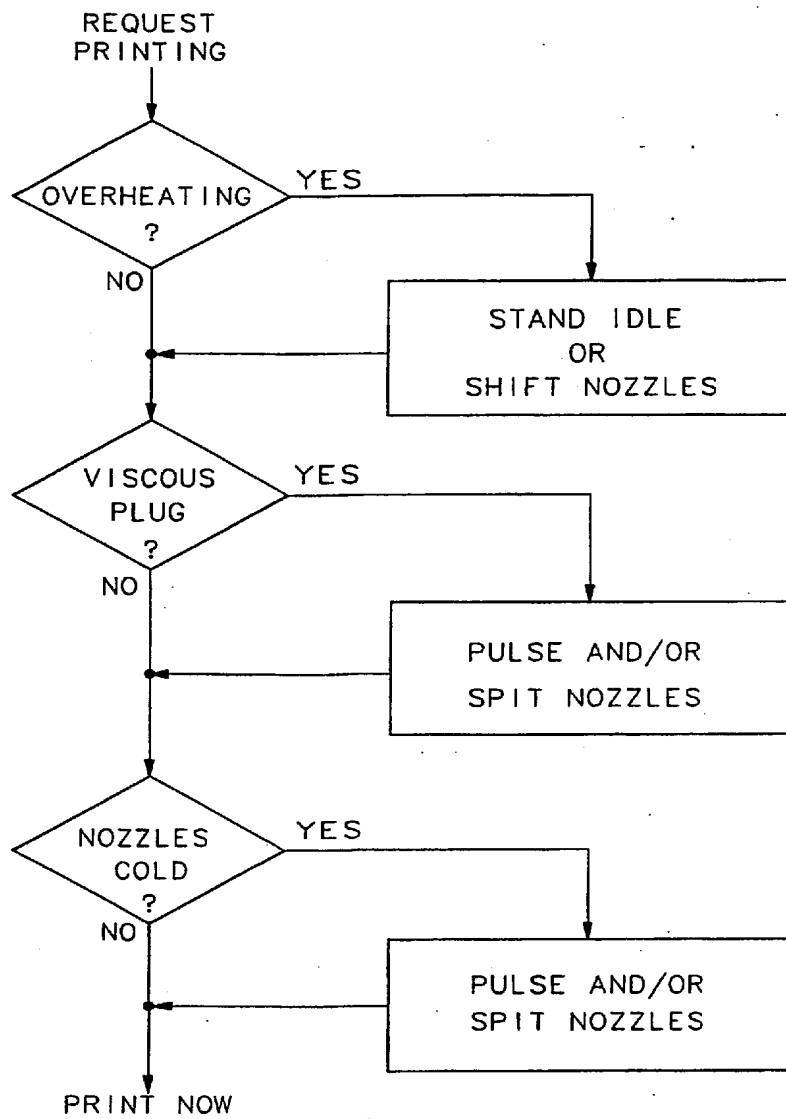 REQUEST
PRINTING
OVERHEATING
?
YES
NO
STAND IDLE
OR
SHIFT NOZZLES
VISCOUS
PLUG
?
YES
NO
PULSE AND/OR
SPIT NOZZLES
NOZZLES
COLD
?
YES
NO
PULSE AND/OR
SPIT NOZZLES
PRINT NOW